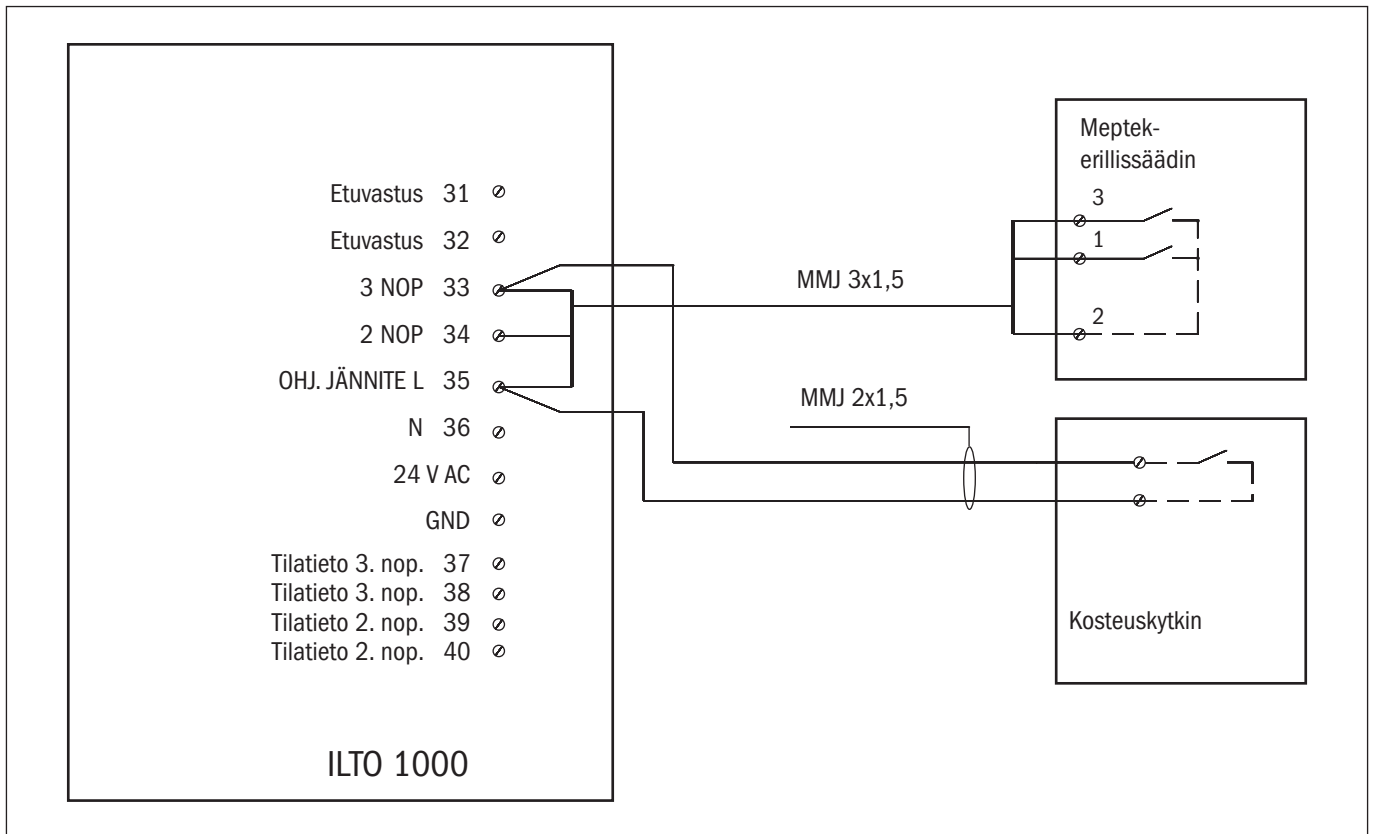 Etuvastus 31
Etuvastus 32
3 NOP 33
2 NOP 34
OHJ. JÄNNITE L 35
N 36
24 V AC
GND
Tilatieto 3. nop. 37
Tilatieto 3. nop. 38
Tilatieto 2. nop. 39
Tilatieto 2. nop. 40
ILTO 1000
MMJ 3x1,5
MMJ 2x1,5
Meptek-
erillissäädin
3
1
2
Kosteuskytkin